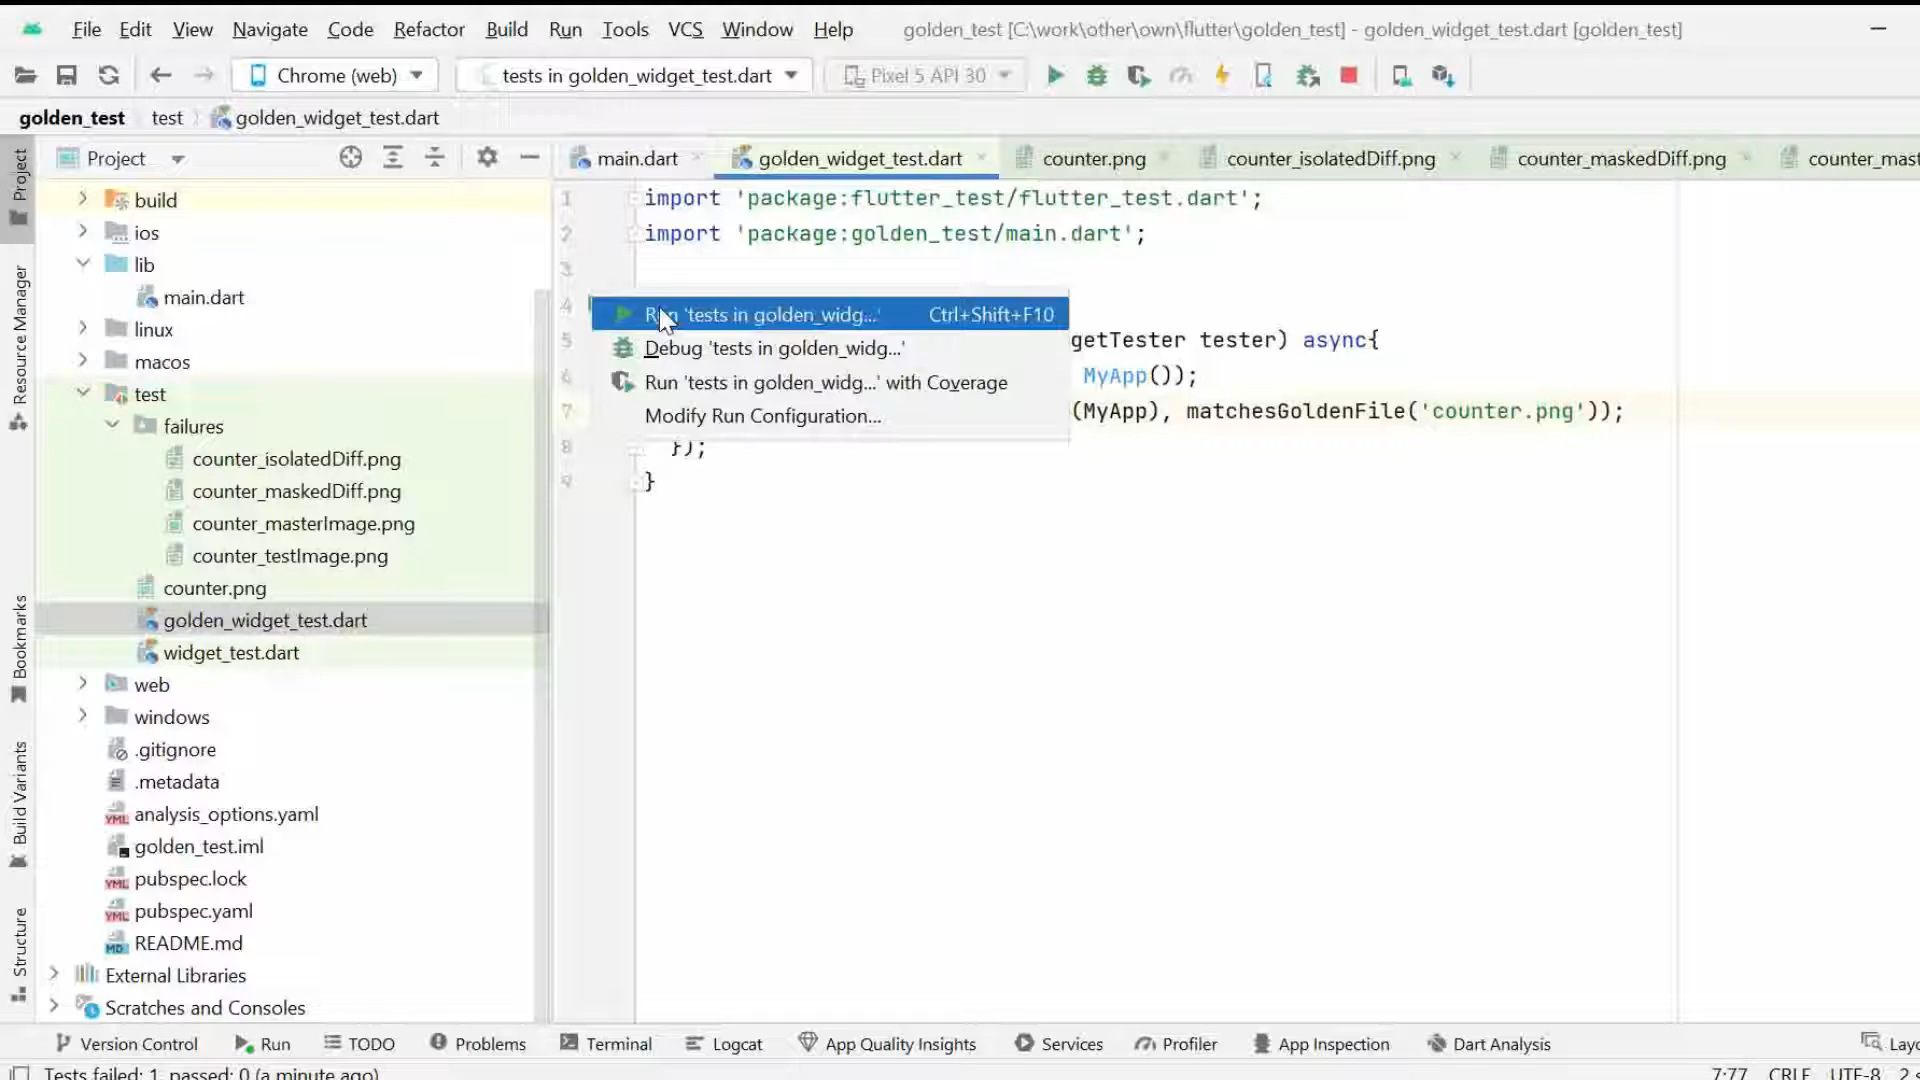 File Edit View Navigate Code Refactor Build Run Tools VCS Window Help golden_test [C:\work\other\own\flutter\golden_test] - golden_widget_test.dart [golden_test]
Chrome (web) tests in golden_widget_test.dart Pixel 5 API 30
golden_test test golden_widget_test.dart
Project
main.dart golden_widget_test.dart counter.png counter_isolatedDiff.png counter_maskedDiff.png counter_mast
Project
Resource Manager
Bookmarks
Build Variants
Structure
build
ios
lib
main.dart
linux
macos
test
failures
counter_isolatedDiff.png
counter_maskedDiff.png
counter_masterImage.png
counter_testImage.png
counter.png
golden_widget_test.dart
widget_test.dart
web
windows
.gitignore
.metadata
analysis_options.yaml
golden_test.iml
pubspec.lock
pubspec.yaml
README.md
External Libraries
Scratches and Consoles
1 import 'package:flutter_test/flutter_test.dart';
2 import 'package:golden_test/main.dart';
3
4
5 getTester tester) async{
6 MyApp());
7 (MyApp), matchesGoldenFile('counter.png'));
8 });
9 }
Run 'tests in golden_widg...' Ctrl+Shift+F10
Debug 'tests in golden_widg...'
Run 'tests in golden_widg...' with Coverage
Modify Run Configuration...
Version Control Run TODO Problems Terminal Logcat App Quality Insights Services Profiler App Inspection Dart Analysis Layo
Tests failed: 1, passed: 0 (a minute ago) 7:77 CRLF UTF-8 2 s